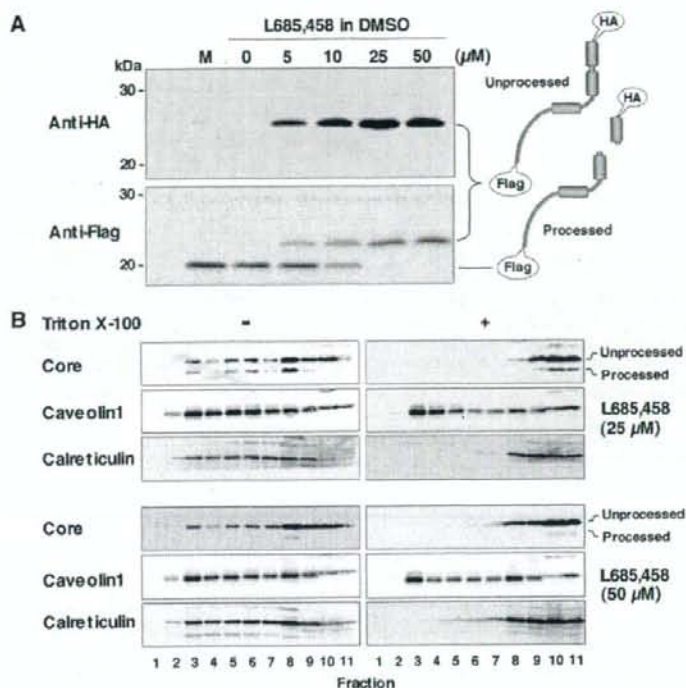 A
L685,458 in DMSO
M 0 5 10 25 50 (μM)
kDa
30 -
Anti-HA
20 -
30 -
Anti-Flag
20 -
HA
Unprocessed
HA
Flag
Processed
Flag
B
Triton X-100 - +
Core
Unprocessed
Processed
Caveolin1
L685,458
(25 μM)
Calreticulin
Core
Unprocessed
Processed
Caveolin1
L685,458
(50 μM)
Calreticulin
1 2 3 4 5 6 7 8 9 10 11 1 2 3 4 5 6 7 8 9 10 11
Fraction